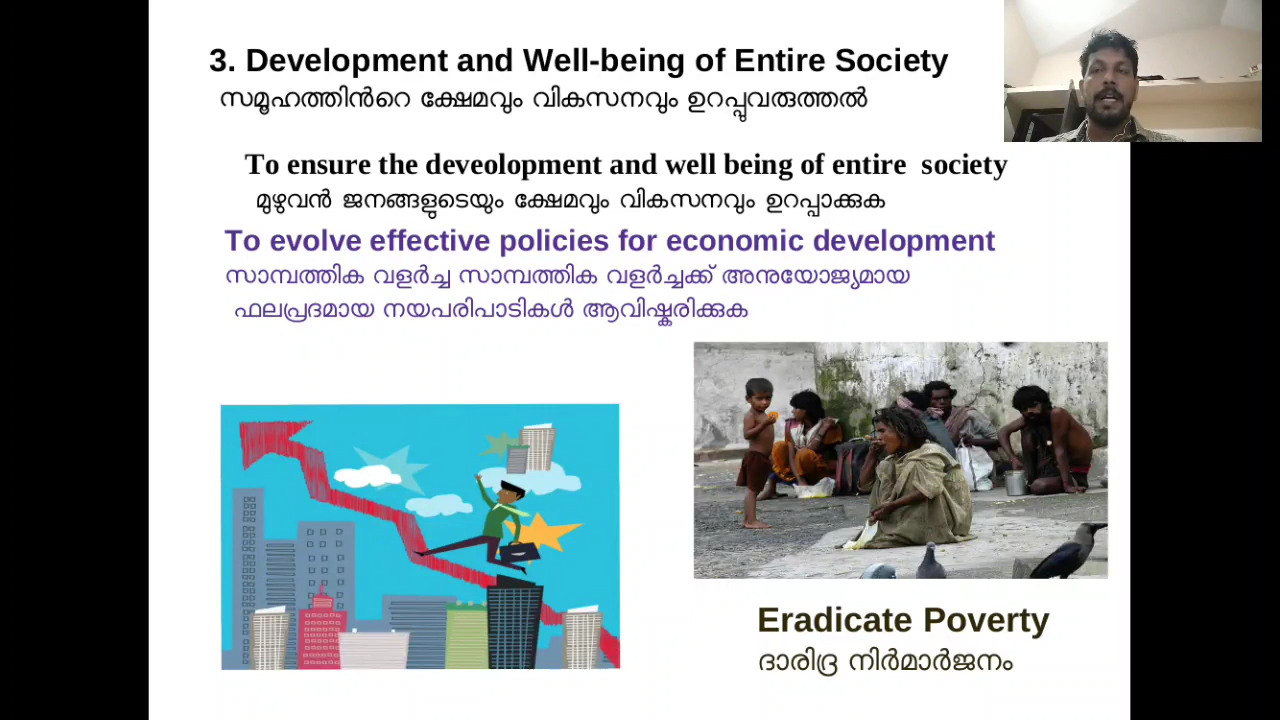 3. Development and Well-being of Entire Society
സമൂഹത്തിൻറെ ക്ഷേമവും വികസനവും ഉറപ്പുവരുത്തൽ
To ensure the deveolopment and well being of entire society
മുഴുവൻ ജനങ്ങളുടെയും ക്ഷേമവും വികസനവും ഉറപ്പാക്കുക
To evolve effective policies for economic development
സാമ്പത്തിക വളർച്ച സാമ്പത്തിക വളർച്ചക്ക് അനുയോജ്യമായ
ഫലപ്രദമായ നയപരിപാടികൾ ആവിഷ്കരിക്കുക
Eradicate Poverty
ദാരിദ്ര നിർമാർജനം